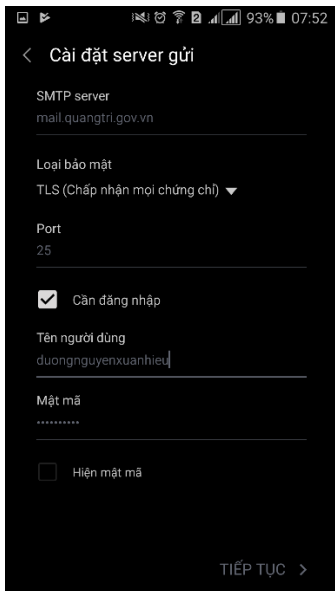 2 93% 07:52
Cài đặt server gửi
SMTP server
mail.quangtri.gov.vn
Loại bảo mật
TLS (Chấp nhận mọi chứng chỉ)
Port
25
Cần đăng nhập
Tên người dùng
duongnguyenxuanhieu
Mật mã
••••••••••
Hiện mật mã
TIẾP TỤC